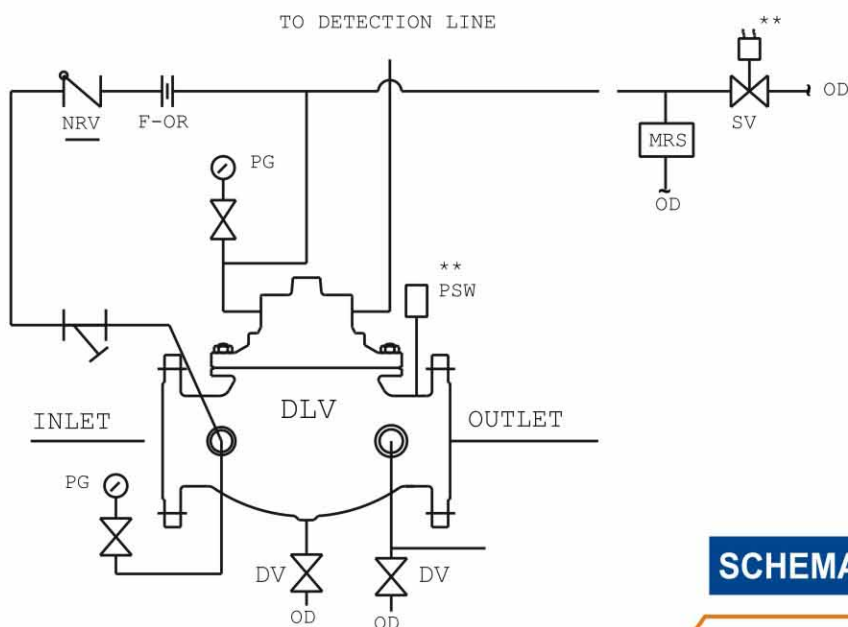 TO DETECTION LINE
**
NRV
F-OR
SV
OD
MRS
PG
OD
**
PSW
DLV
INLET
OUTLET
PG
DV
DV
OD
OD
SCHEMA